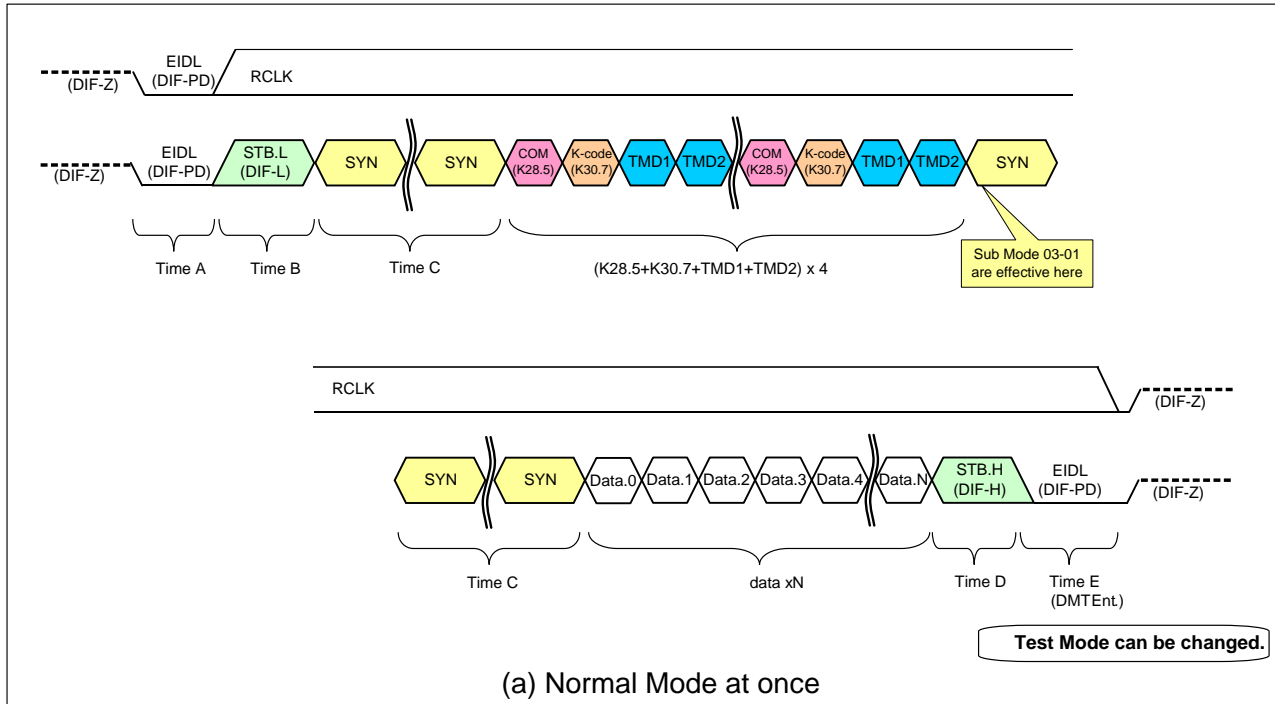 EIDL
(DIF-PD)
(DIF-Z)
RCLK
EIDL
(DIF-PD)
(DIF-Z)
STB.L
(DIF-L)
SYN
SYN
COM
(K28.5)
K-code
(K30.7)
TMD1
TMD2
COM
(K28.5)
K-code
(K30.7)
TMD1
TMD2
SYN
Time A
Time B
Time C
(K28.5+K30.7+TMD1+TMD2) x 4
Sub Mode 03-01
are effective here
RCLK
(DIF-Z)
SYN
SYN
Data.0
Data.1
Data.2
Data.3
Data.4
Data.N
STB.H
(DIF-H)
EIDL
(DIF-PD)
(DIF-Z)
Time C
data xN
Time D
Time E
(DMTEnt.)
Test Mode can be changed.
(a) Normal Mode at once